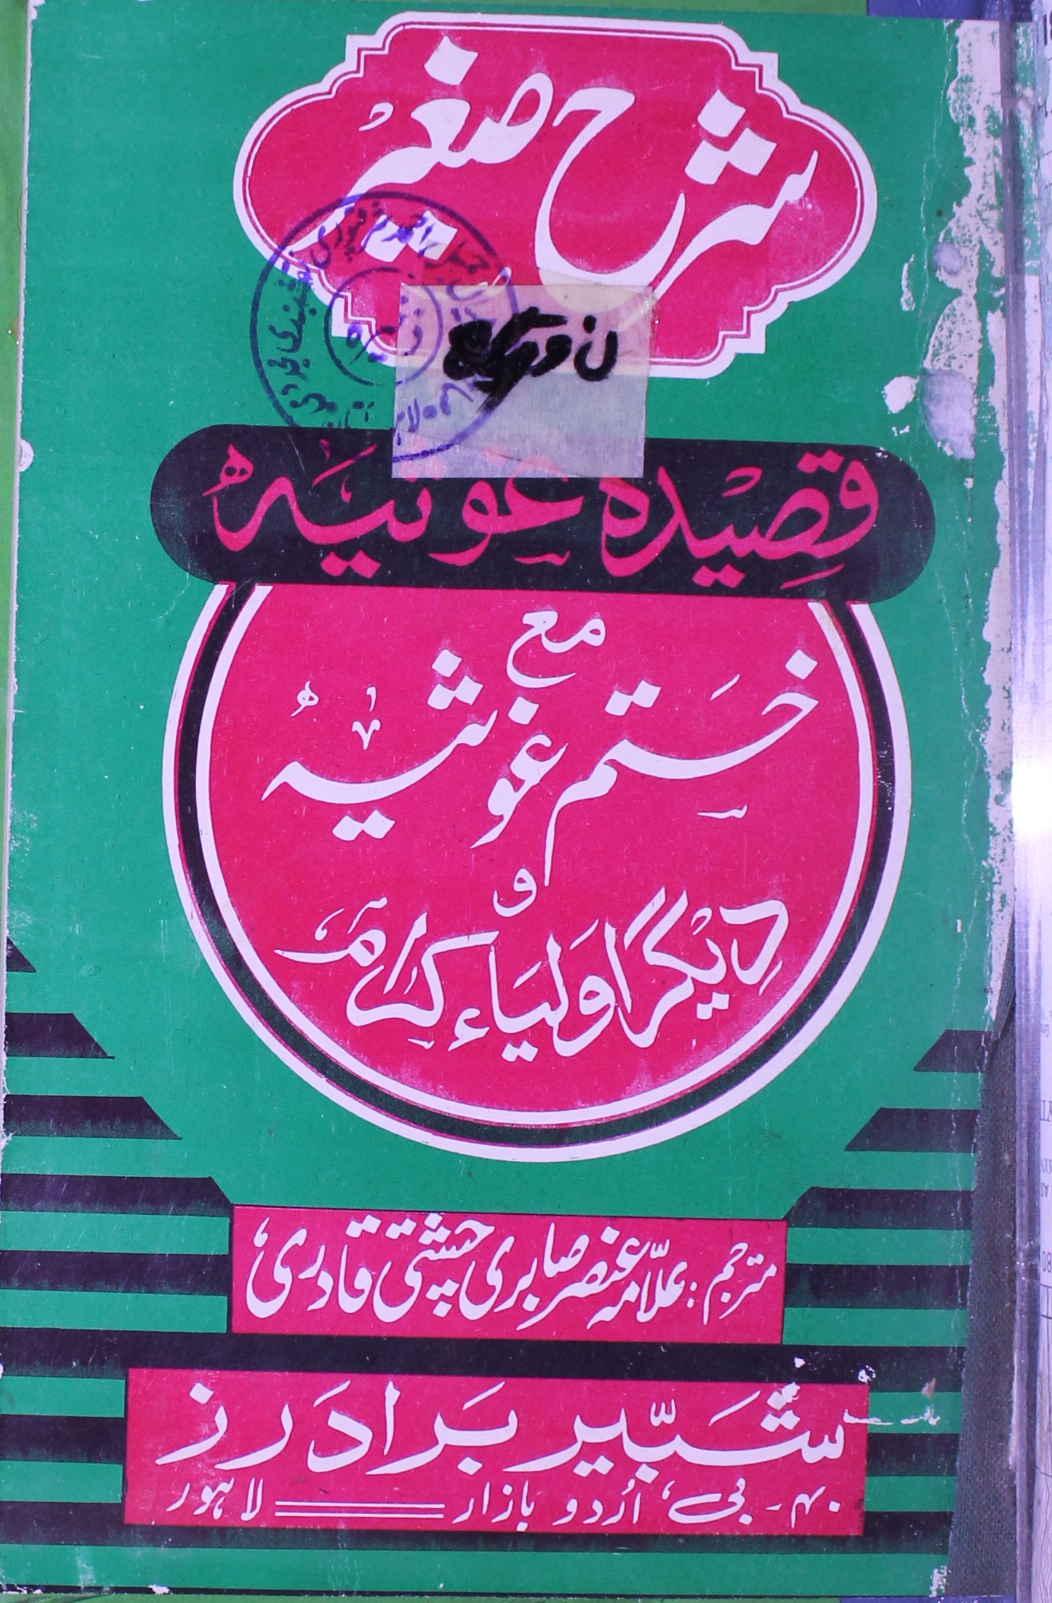 شرح صغیر
قصیدہ غوثیہ
مع
ختم غوثیہ
و
دیگر اولیاء کرام
مترجم: علامہ عنصر صابری چشتی قادری
شبیر برادرز
۴۰۔ بی، اردو بازار لاہور